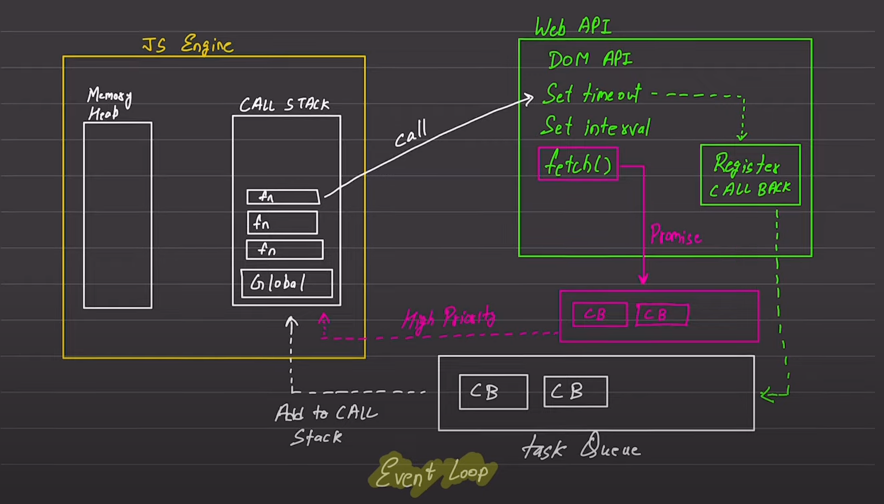 JS Engine
Memory
Heap
CALL STACK
fn
fn
fn
Global
call
Web API
DOM API
Set timeout
Set interval
fetch()
Register
CALL BACK
Promise
CB CB
High Priority
CB CB
Add to CALL
Stack
task Queue
Event Loop